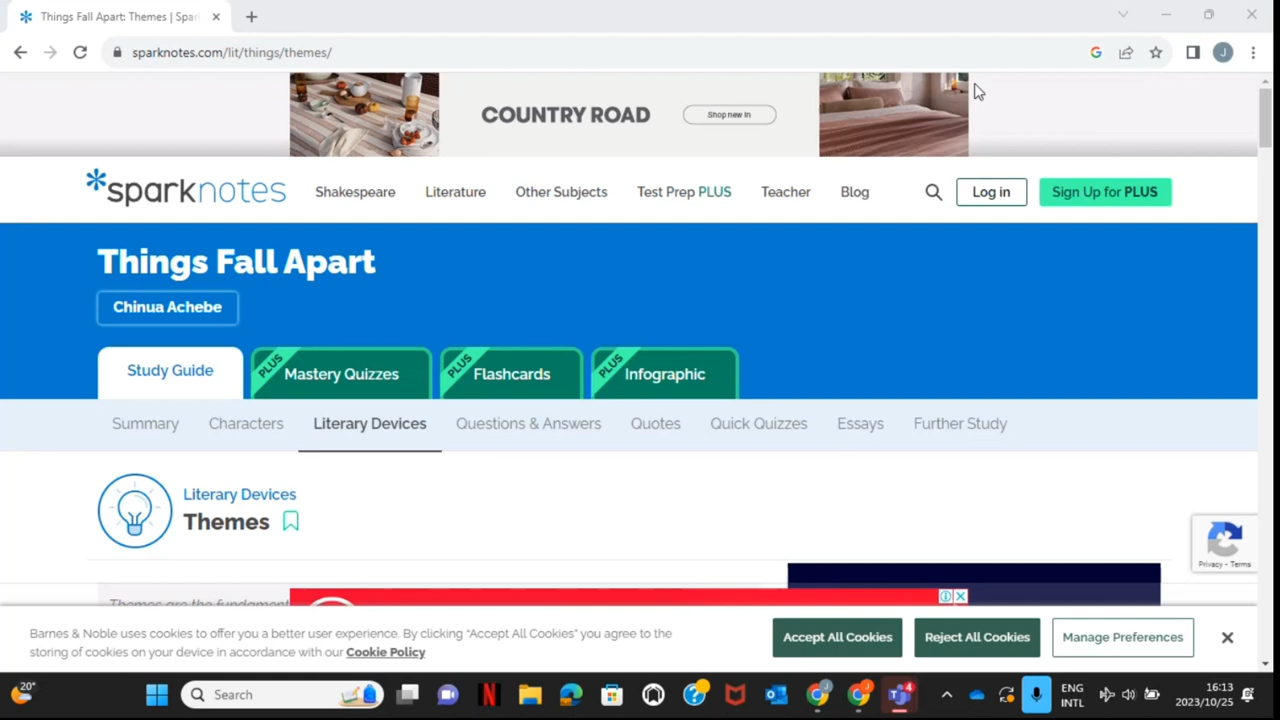 Things Fall Apart: Themes | Spar
sparknotes.com/lit/things/themes/
COUNTRY ROAD
Shop new in
sparknotes
Shakespeare
Literature
Other Subjects
Test Prep PLUS
Teacher
Blog
Log in
Sign Up for PLUS
Things Fall Apart
Chinua Achebe
Study Guide
PLUS
Mastery Quizzes
PLUS
Flashcards
PLUS
Infographic
Summary
Characters
Literary Devices
Questions & Answers
Quotes
Quick Quizzes
Essays
Further Study
Literary Devices
Themes
Privacy - Terms
Themes are the fundament
Barnes & Noble uses cookies to offer you a better user experience. By clicking “Accept All Cookies” you agree to the
storing of cookies on your device in accordance with our Cookie Policy
Accept All Cookies
Reject All Cookies
Manage Preferences
20°
Search
ENG
INTL
16:13
2023/10/25